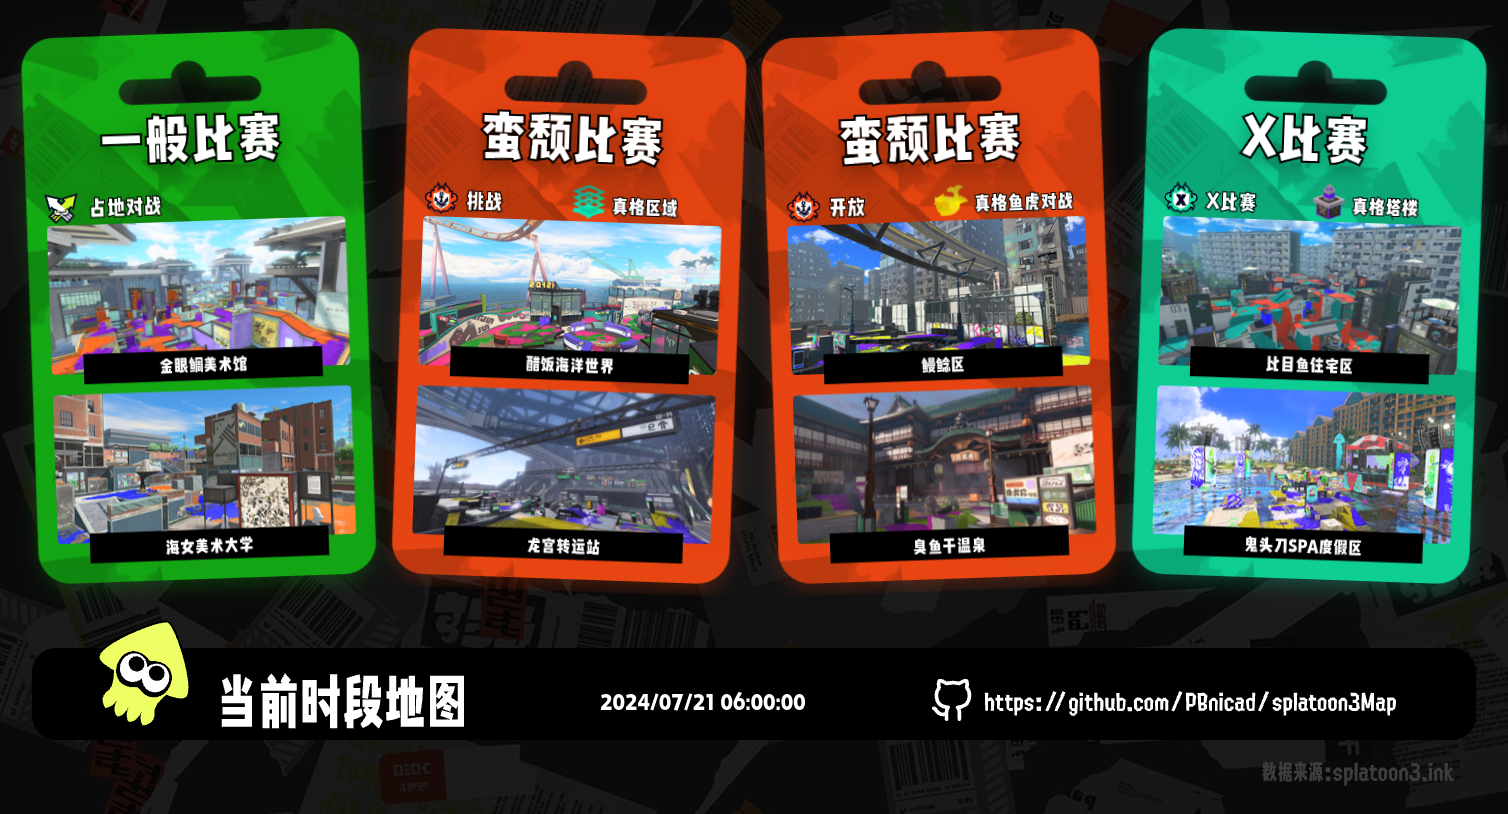 一般比赛
占地对战
金眼鲷美术馆
海女美术大学
蛮颓比赛
挑战
真格区域
醋饭海洋世界
龙宫转运站
蛮颓比赛
开放
真格鱼虎对战
鳗鲶区
臭鱼干温泉
X比赛
X比赛
真格塔楼
比目鱼住宅区
鬼头刀SPA度假区
当前时段地图
2024/07/21 06:00:00
https://github.com/PBnicad/splatoon3Map
数据来源:splatoon3.ink